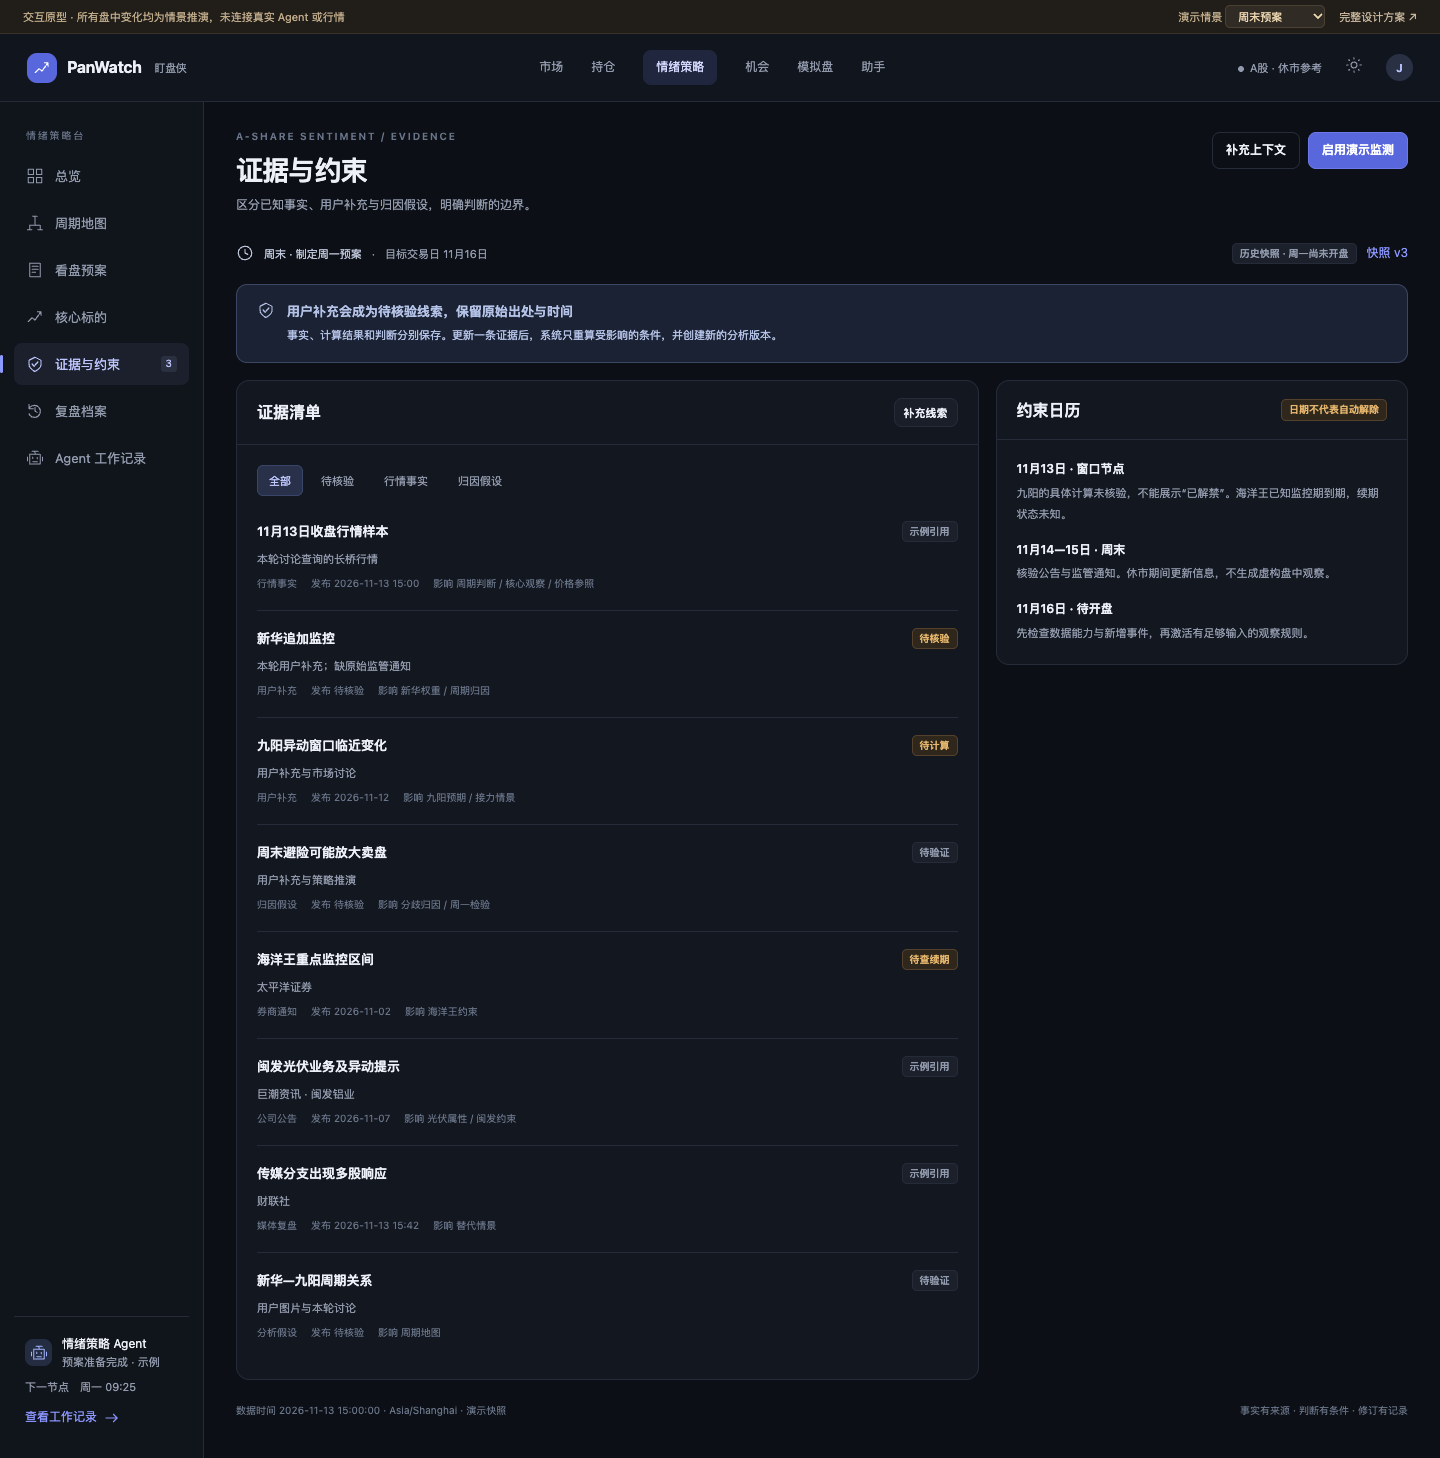 交互原型 · 所有盘中变化均为情景推演，未连接真实 Agent 或行情
演示情景 周末预案 完整设计方案 ↗
PanWatch 盯盘侠
市场 持仓 情绪策略 机会 模拟盘 助手
A股 · 休市参考
J
情绪策略台
总览
周期地图
看盘预案
核心标的
证据与约束 3
复盘档案
Agent 工作记录
情绪策略 Agent
预案准备完成 · 示例
下一节点 周一 09:25
查看工作记录 →
A-SHARE SENTIMENT / EVIDENCE
证据与约束
区分已知事实、用户补充与归因假设，明确判断的边界。
补充上下文 启用演示监测
周末 · 制定周一预案 · 目标交易日 11月16日
历史快照 · 周一尚未开盘 快照 v3
用户补充会成为待核验线索，保留原始出处与时间
事实、计算结果和判断分别保存。更新一条证据后，系统只重算受影响的条件，并创建新的分析版本。
证据清单 补充线索
全部 待核验 行情事实 归因假设
11月13日收盘行情样本 示例引用
本轮讨论查询的长桥行情
行情事实 发布 2026-11-13 15:00 影响 周期判断 / 核心观察 / 价格参照
新华追加监控 待核验
本轮用户补充；缺原始监管通知
用户补充 发布 待核验 影响 新华权重 / 周期归因
九阳异动窗口临近变化 待计算
用户补充与市场讨论
用户补充 发布 2026-11-12 影响 九阳预期 / 接力情景
周末避险可能放大卖盘 待验证
用户补充与策略推演
归因假设 发布 待核验 影响 分歧归因 / 周一检验
海洋王重点监控区间 待查续期
太平洋证券
券商通知 发布 2026-11-02 影响 海洋王约束
闽发光伏业务及异动提示 示例引用
巨潮资讯 · 闽发铝业
公司公告 发布 2026-11-07 影响 光伏属性 / 闽发约束
传媒分支出现多股响应 示例引用
财联社
媒体复盘 发布 2026-11-13 15:42 影响 替代情景
新华—九阳周期关系 待验证
用户图片与本轮讨论
分析假设 发布 待核验 影响 周期地图
约束日历 日期不代表自动解除
11月13日 · 窗口节点
九阳的具体计算未核验，不能展示“已解禁”。海洋王已知监控期到期，续期
状态未知。
11月14—15日 · 周末
核验公告与监管通知。休市期间更新信息，不生成虚构盘中观察。
11月16日 · 待开盘
先检查数据能力与新增事件，再激活有足够输入的观察规则。
数据时间 2026-11-13 15:00:00 · Asia/Shanghai · 演示快照
事实有来源 · 判断有条件 · 修订有记录